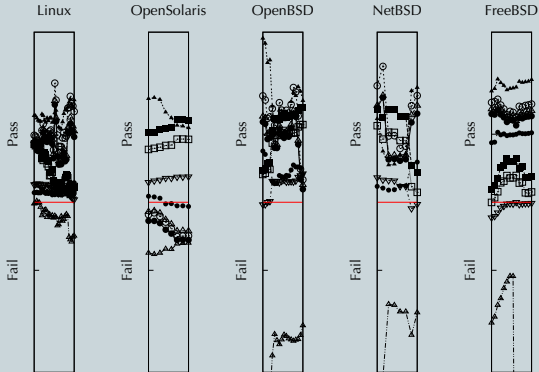 Linux
OpenSolaris
OpenBSD
NetBSD
FreeBSD
Pass
Pass
Pass
Pass
Pass
Fail
Fail
Fail
Fail
Fail